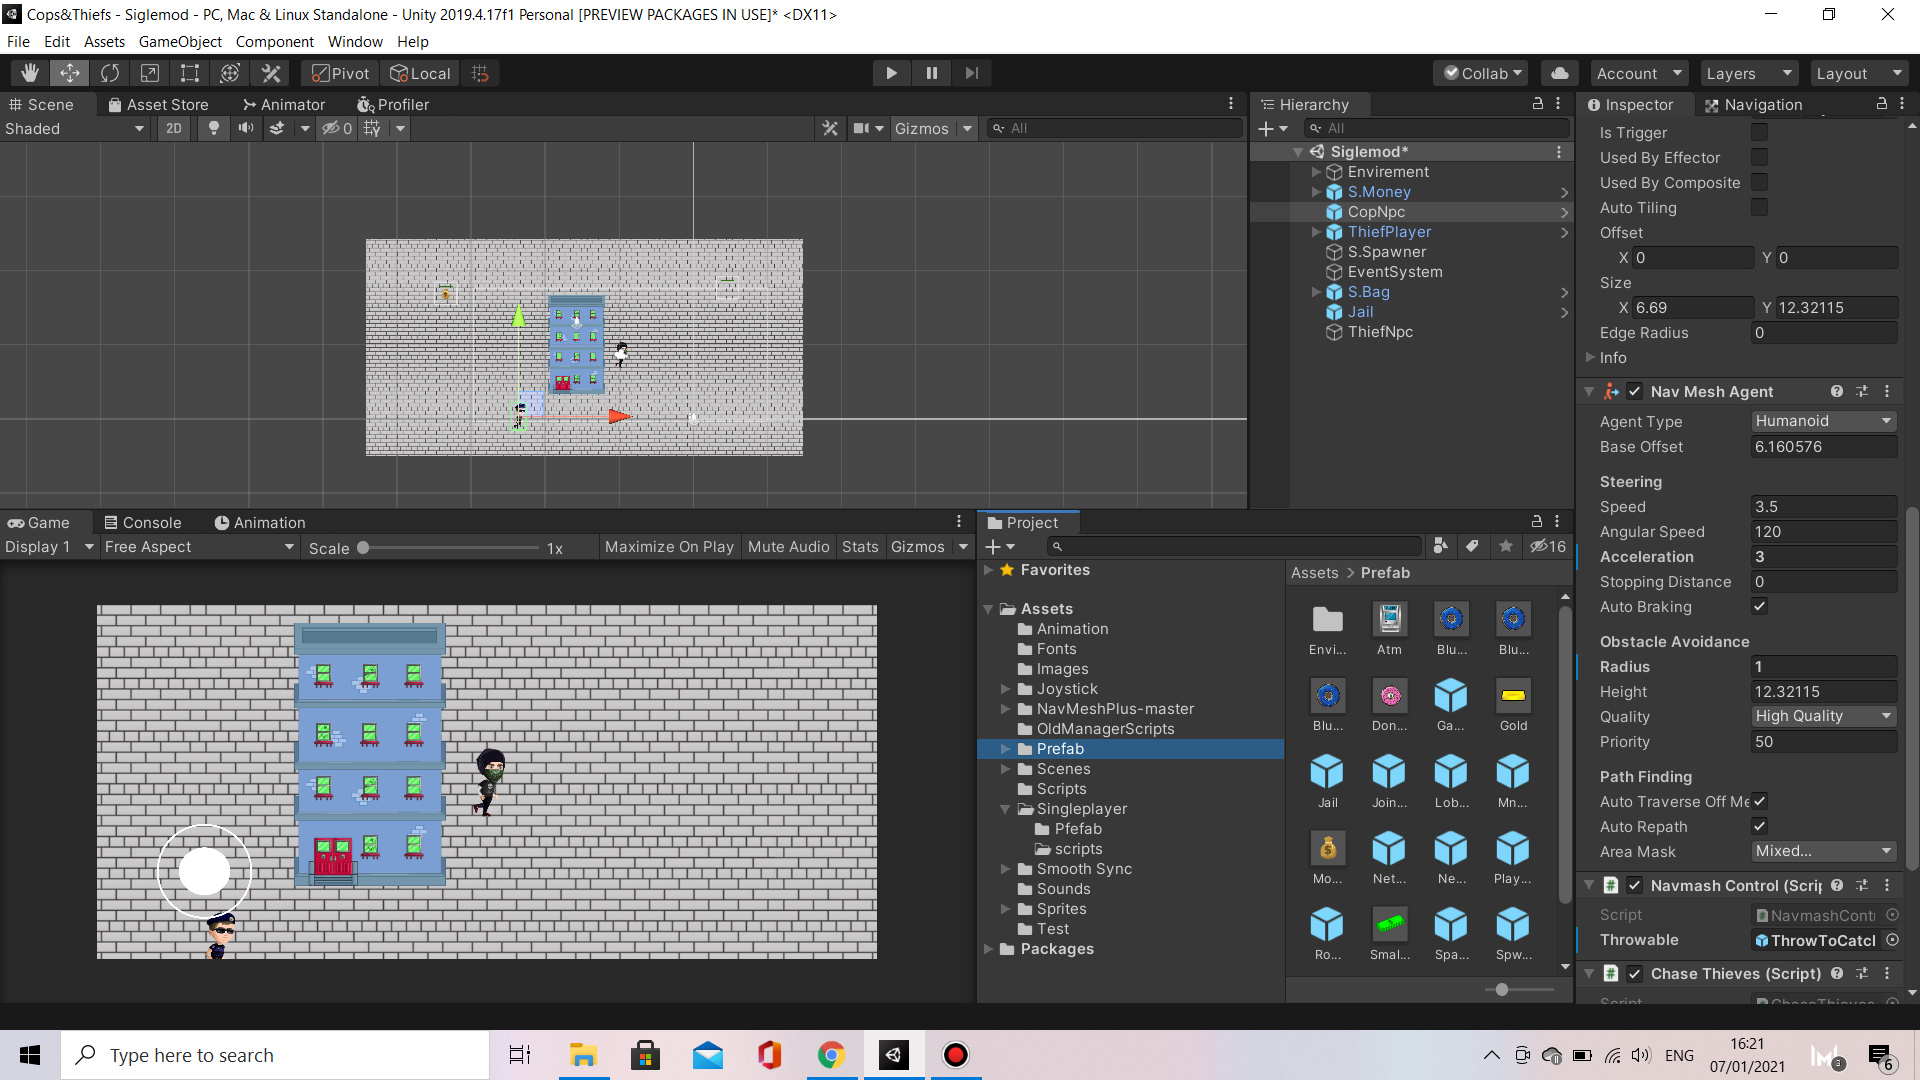 Cops&Thiefs - Siglemod - PC, Mac & Linux Standalone - Unity 2019.4.17f1 Personal [PREVIEW PACKAGES IN USE]* <DX11>
File Edit Assets GameObject Component Window Help
Pivot Local Collab Account Layers Layout
Scene Asset Store Animator Profiler
Shaded 2D 0 Gizmos All
Hierarchy
All
Siglemod*
Envirement
S.Money
CopNpc
ThiefPlayer
S.Spawner
EventSystem
S.Bag
Jail
ThiefNpc
Inspector Navigation
Is Trigger
Used By Effector
Used By Composite
Auto Tiling
Offset
X 0 Y 0
Size
X 6.69 Y 12.32115
Edge Radius 0
Info
Nav Mesh Agent
Agent Type Humanoid
Base Offset 6.160576
Steering
Speed 3.5
Angular Speed 120
Acceleration 3
Stopping Distance 0
Auto Braking
Obstacle Avoidance
Radius 1
Height 12.32115
Quality High Quality
Priority 50
Path Finding
Auto Traverse Off Me
Auto Repath
Area Mask Mixed...
Navmash Control (Scrip
Script NavmashContr
Throwable ThrowToCatcl
Chase Thieves (Script)
Script ChaseThieves
Game Console Animation
Display 1 Free Aspect Scale 1x Maximize On Play Mute Audio Stats Gizmos
Project
16
Favorites
Assets
Animation
Fonts
Images
Joystick
NavMeshPlus-master
OldManagerScripts
Prefab
Scenes
Scripts
Singleplayer
Pfefab
scripts
Smooth Sync
Sounds
Sprites
Test
Packages
Assets > Prefab
Envi... Atm Blu... Blu...
Blu... Don... Ga... Gold
Jail Join... Lob... Mn...
Mo... Net... Ne... Play...
Ro... Smal... Spa... Spw...
Type here to search
ENG
16:21
07/01/2021
3
6